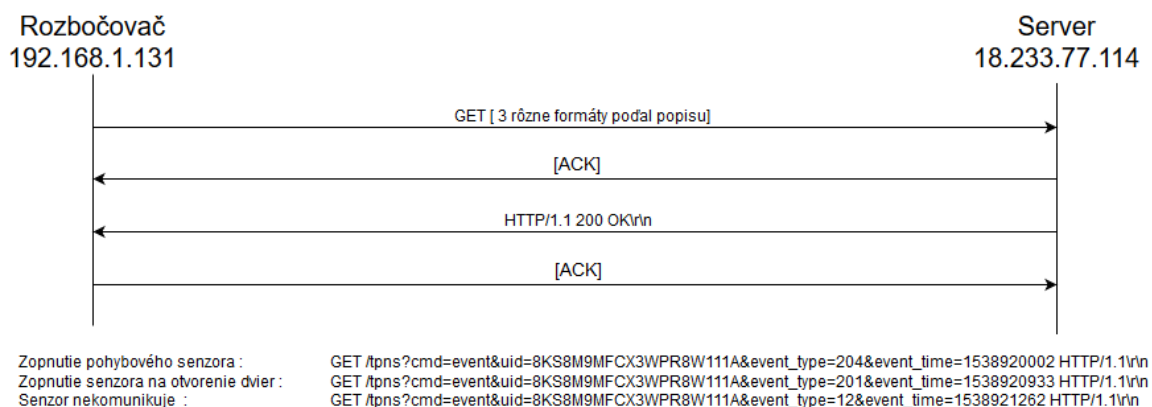 Rozbočovač
192.168.1.131
Server
18.233.77.114
GET [ 3 rôzne formáty podaľ popisu]
[ACK]
HTTP/1.1 200 OK\r\n
[ACK]
Zopnutie pohybového senzora : GET /tpns?cmd=event&uid=8KS8M9MFCX3WPR8W111A&event_type=204&event_time=1538920002 HTTP/1.1\r\n
Zopnutie senzora na otvorenie dvier : GET /tpns?cmd=event&uid=8KS8M9MFCX3WPR8W111A&event_type=201&event_time=1538920933 HTTP/1.1\r\n
Senzor nekomunikuje : GET /tpns?cmd=event&uid=8KS8M9MFCX3WPR8W111A&event_type=12&event_time=1538921262 HTTP/1.1\r\n